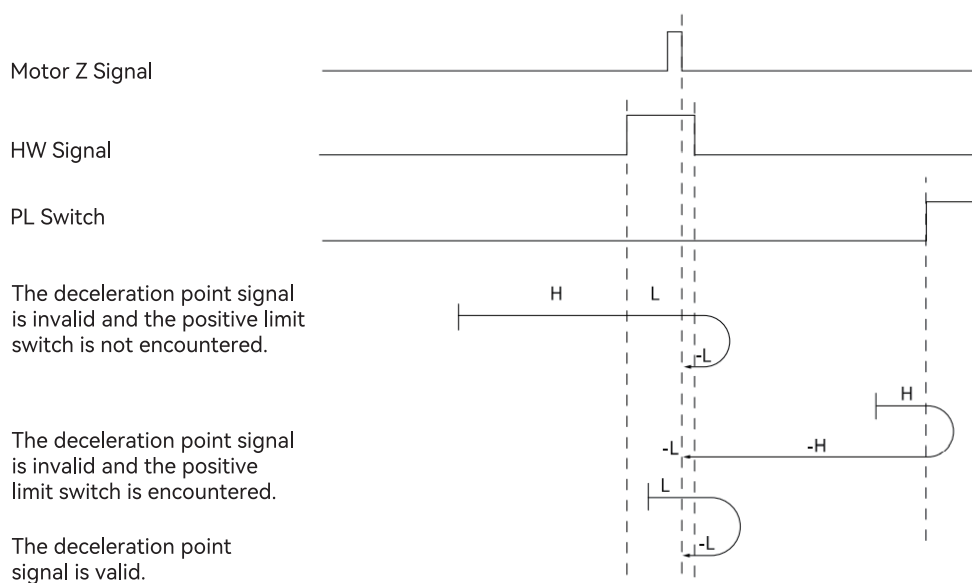 Motor Z Signal
HW Signal
PL Switch
The deceleration point signal
is invalid and the positive limit
switch is not encountered.
H
L
-L
H
The deceleration point signal
is invalid and the positive
limit switch is encountered.
-L
-H
L
-L
The deceleration point
signal is valid.